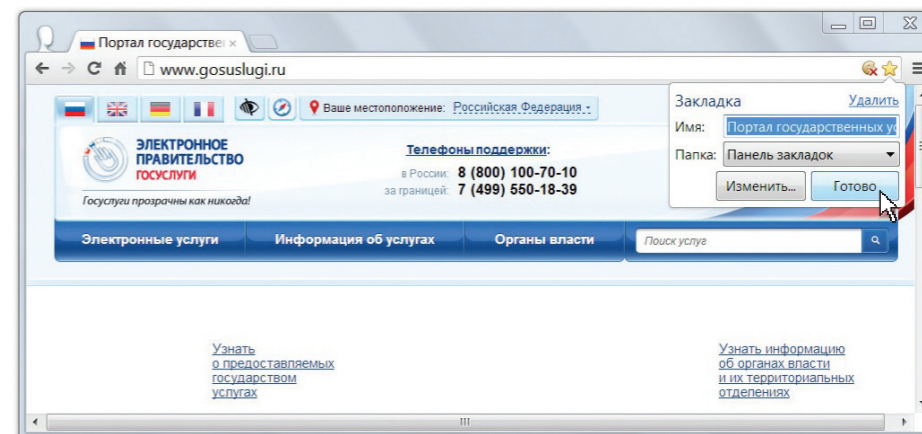 Портал государстве
www.gosuslugi.ru
Ваше местоположение: Российская Федерация
Закладка Удалить
Имя: Портал государственных ус
Папка: Панель закладок
Изменить... Готово
ЭЛЕКТРОННОЕ
ПРАВИТЕЛЬСТВО
ГОСУСЛУГИ
Госуслуги прозрачны как никогда!
Телефоны поддержки:
в России: 8 (800) 100-70-10
за границей: 7 (499) 550-18-39
Электронные услуги Информация об услугах Органы власти Поиск услуг
Узнать
о предоставляемых
государством
услугах
Узнать информацию
об органах власти
и их территориальных
отделениях